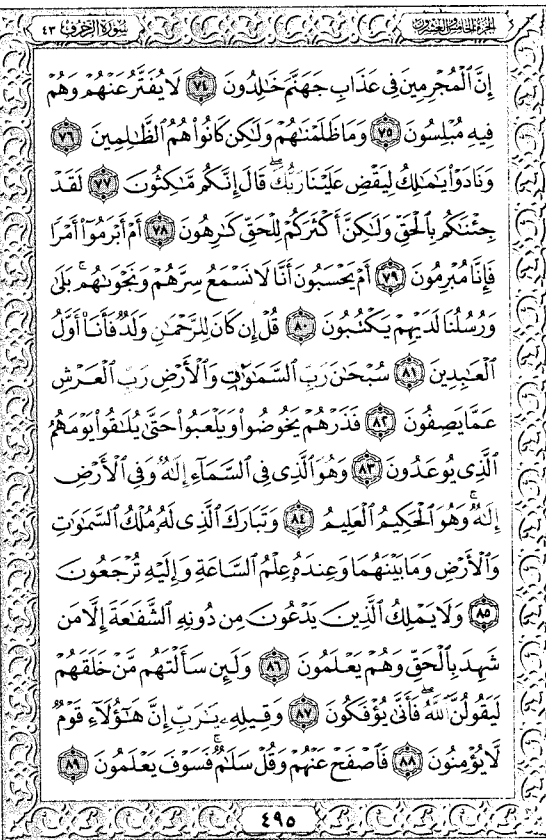 الجزء الخامس والعشرون
سورة الزخرف ٤٣
إِنَّ ٱلْمُجْرِمِينَ فِى عَذَابِ جَهَنَّمَ خَٰلِدُونَ ٧٤ لَا يُفَتَّرُ عَنْهُمْ وَهُمْ
فِيهِ مُبْلِسُونَ ٧٥ وَمَا ظَلَمْنَٰهُمْ وَلَٰكِن كَانُوا۟ هُمُ ٱلظَّٰلِمِينَ ٧٦
وَنَادَوْا۟ يَٰمَٰلِكُ لِيَقْضِ عَلَيْنَا رَبُّكَ ۖ قَالَ إِنَّكُم مَّٰكِثُونَ ٧٧ لَقَدْ
جِئْنَٰكُم بِٱلْحَقِّ وَلَٰكِنَّ أَكْثَرَكُمْ لِلْحَقِّ كَٰرِهُونَ ٧٨ أَمْ أَبْرَمُوٓا۟ أَمْرًا
فَإِنَّا مُبْرِمُونَ ٧٩ أَمْ يَحْسَبُونَ أَنَّا لَا نَسْمَعُ سِرَّهُمْ وَنَجْوَىٰهُم ۚ بَلَىٰ
وَرُسُلُنَا لَدَيْهِمْ يَكْتُبُونَ ٨٠ قُلْ إِن كَانَ لِلرَّحْمَٰنِ وَلَدٌ فَأَنَا۠ أَوَّلُ
ٱلْعَٰبِدِينَ ٨١ سُبْحَٰنَ رَبِّ ٱلسَّمَٰوَٰتِ وَٱلْأَرْضِ رَبِّ ٱلْعَرْشِ
عَمَّا يَصِفُونَ ٨٢ فَذَرْهُمْ يَخُوضُوا۟ وَيَلْعَبُوا۟ حَتَّىٰ يُلَٰقُوا۟ يَوْمَهُمُ
ٱلَّذِى يُوعَدُونَ ٨٣ وَهُوَ ٱلَّذِى فِى ٱلسَّمَآءِ إِلَٰهٌ وَفِى ٱلْأَرْضِ
إِلَٰهٌ ۚ وَهُوَ ٱلْحَكِيمُ ٱلْعَلِيمُ ٨٤ وَتَبَارَكَ ٱلَّذِى لَهُۥ مُلْكُ ٱلسَّمَٰوَٰتِ
وَٱلْأَرْضِ وَمَا بَيْنَهُمَا وَعِندَهُۥ عِلْمُ ٱلسَّاعَةِ وَإِلَيْهِ تُرْجَعُونَ
٨٥ وَلَا يَمْلِكُ ٱلَّذِينَ يَدْعُونَ مِن دُونِهِ ٱلشَّفَٰعَةَ إِلَّا مَن
شَهِدَ بِٱلْحَقِّ وَهُمْ يَعْلَمُونَ ٨٦ وَلَئِن سَأَلْتَهُم مَّنْ خَلَقَهُمْ
لَيَقُولُنَّ ٱللَّهُ ۖ فَأَنَّىٰ يُؤْفَكُونَ ٨٧ وَقِيلِهِۦ يَٰرَبِّ إِنَّ هَٰٓؤُلَآءِ قَوْمٌ
لَّا يُؤْمِنُونَ ٨٨ فَٱصْفَحْ عَنْهُمْ وَقُلْ سَلَٰمٌ ۚ فَسَوْفَ يَعْلَمُونَ ٨٩
٤٩٥